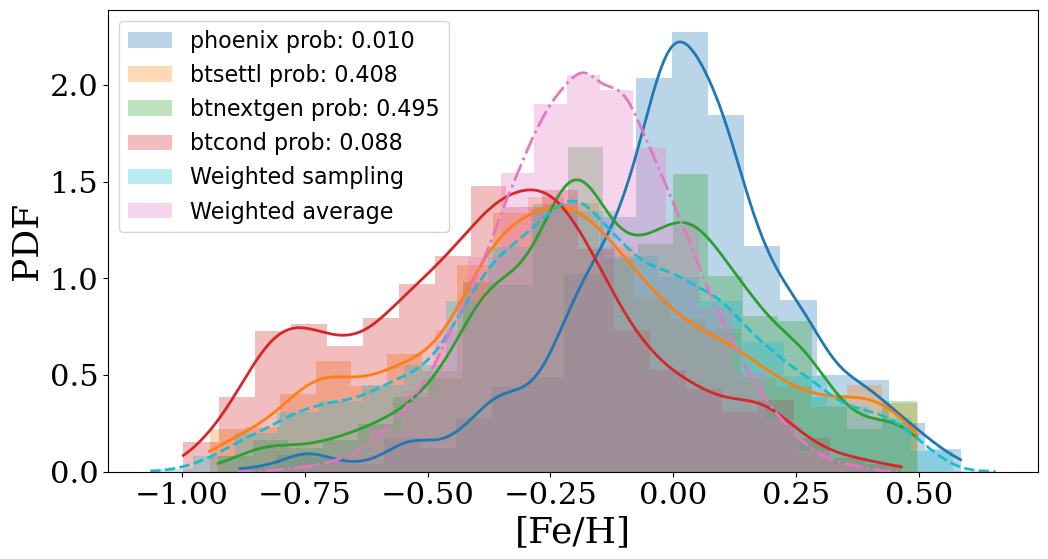 phoenix prob: 0.010
btsettl prob: 0.408
btnextgen prob: 0.495
btcond prob: 0.088
Weighted sampling
Weighted average
PDF
2.0
1.5
1.0
0.5
0.0
−1.00 −0.75 −0.50 −0.25 0.00 0.25 0.50
[Fe/H]